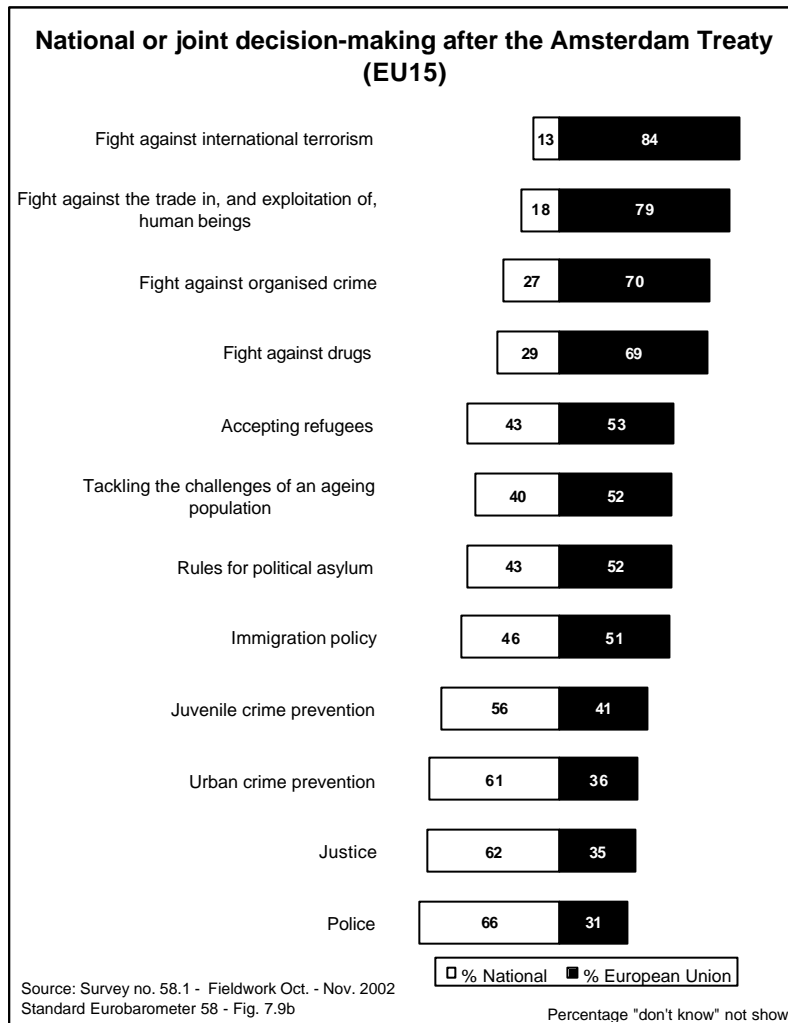 National or joint decision-making after the Amsterdam Treaty
(EU15)
Fight against international terrorism
13
84
Fight against the trade in, and exploitation of,
human beings
18
79
Fight against organised crime
27
70
Fight against drugs
29
69
Accepting refugees
43
53
Tackling the challenges of an ageing
population
40
52
Rules for political asylum
43
52
Immigration policy
46
51
Juvenile crime prevention
56
41
Urban crime prevention
61
36
Justice
62
35
Police
66
31
% National
% European Union
Source: Survey no. 58.1 - Fieldwork Oct. - Nov. 2002
Standard Eurobarometer 58 - Fig. 7.9b
Percentage "don't know" not show